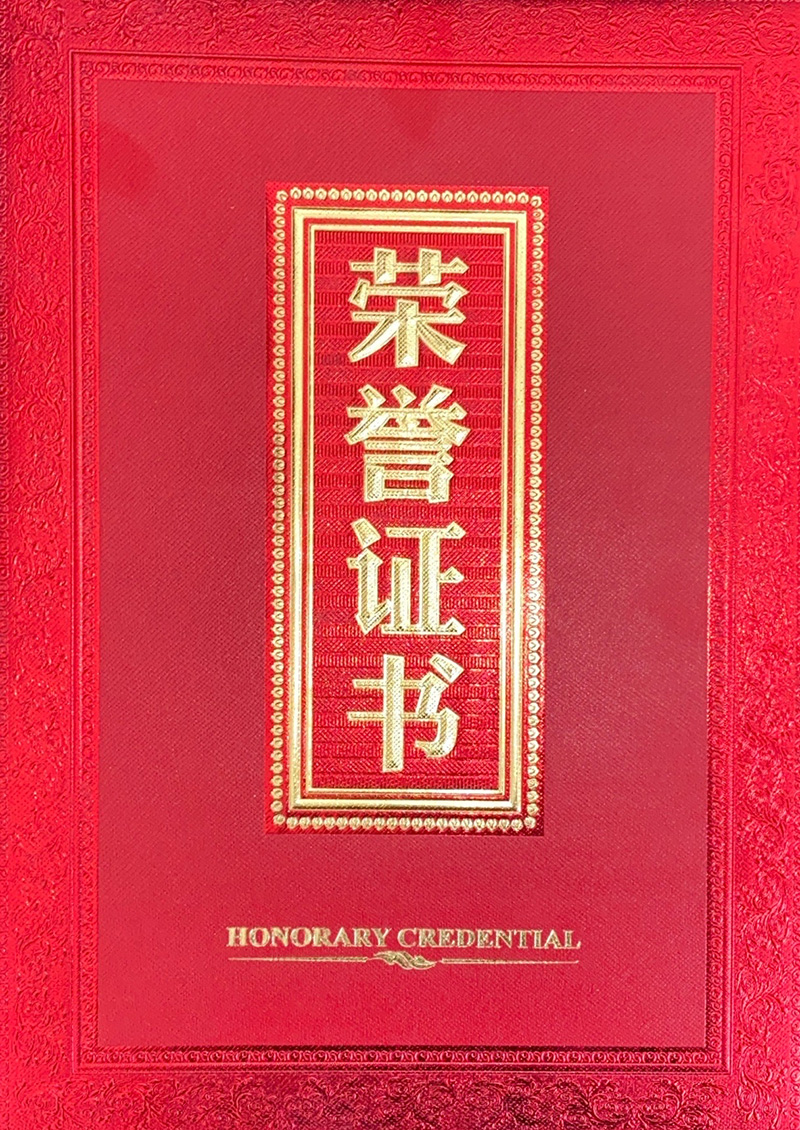 荣誉证书
HONORARY CREDENTIAL